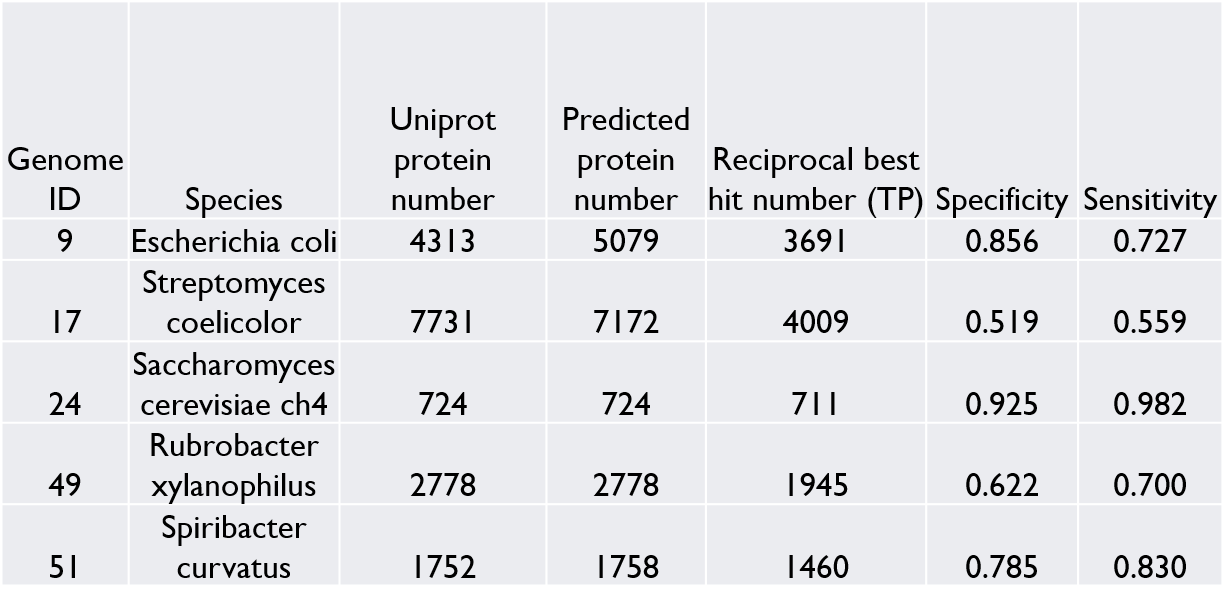 Genome ID Species Uniprot protein number Predicted protein number Reciprocal best hit number (TP) Specificity Sensitivity
9 Escherichia coli 4313 5079 3691 0.856 0.727
17 Streptomyces coelicolor 7731 7172 4009 0.519 0.559
24 Saccharomyces cerevisiae ch4 724 724 711 0.925 0.982
49 Rubrobacter xylanophilus 2778 2778 1945 0.622 0.700
51 Spiribacter curvatus 1752 1758 1460 0.785 0.830